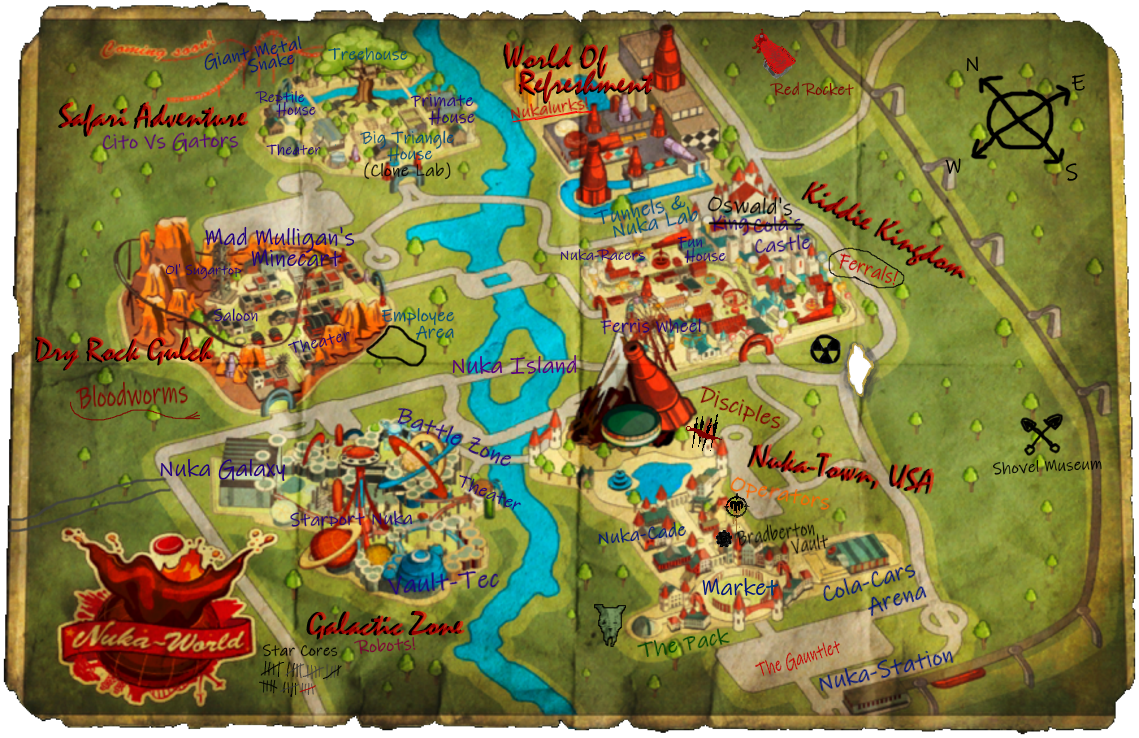 Coming soon!
Giant Metal
Snake
Treehouse
Reptile
House
Primate
House
Safari Adventure
Cito Vs Gators
Theater
Big Triangle
House
(Clone Lab)
World Of
Refreshment
Nukalurks!
Red Rocket
N
E
W
S
Tunnels &
Nuka Lab
Oswald's
King Cola's
Castle
Kiddie Kingdom
Nuka-Racers
Fun
House
Ferrals!
Ferris Wheel
Mad Mulligan's
Minecart
Ol' Sugartop
Saloon
Theater
Employee
Area
Dry Rock Gulch
Bloodworms
Nuka Island
Disciples
Nuka-Town, USA
Operators
Shovel Museum
Battle Zone
Nuka Galaxy
Theater
Starport Nuka
Vault-Tec
Nuka-Cade
Bradberton
Vault
Market
Cola-Cars
Arena
Nuka-World
Galactic Zone
Robots!
Star Cores
The Pack
The Gauntlet
Nuka-Station